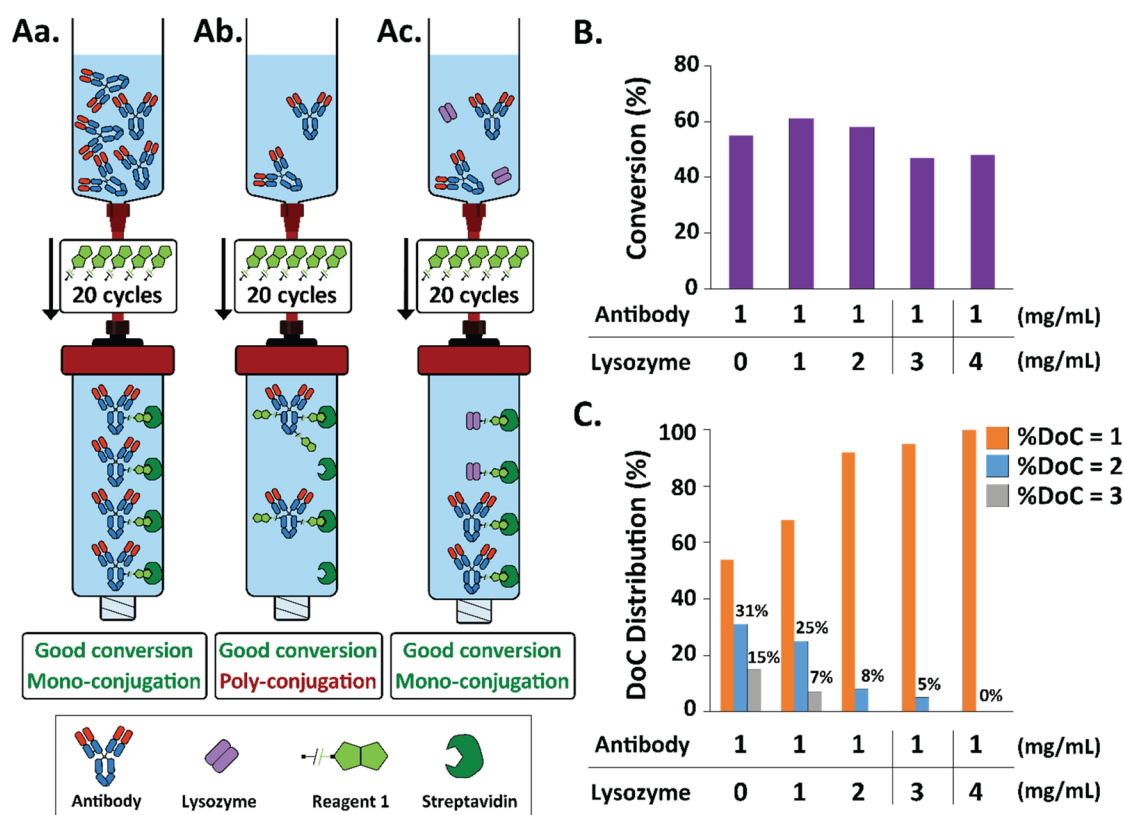 Aa.
Ab.
Ac.
20 cycles
20 cycles
20 cycles
Good conversion
Mono-conjugation
Good conversion
Poly-conjugation
Good conversion
Mono-conjugation
Antibody
Lysozyme
Reagent 1
Streptavidin
B.
Conversion (%)
80
60
40
20
0
Antibody 1 1 1 1 1 (mg/mL)
Lysozyme 0 1 2 3 4 (mg/mL)
C.
DoC Distribution (%)
100
80
60
40
20
0
31%
15%
25%
7%
8%
5%
0%
%DoC = 1
%DoC = 2
%DoC = 3
Antibody 1 1 1 1 1 (mg/mL)
Lysozyme 0 1 2 3 4 (mg/mL)